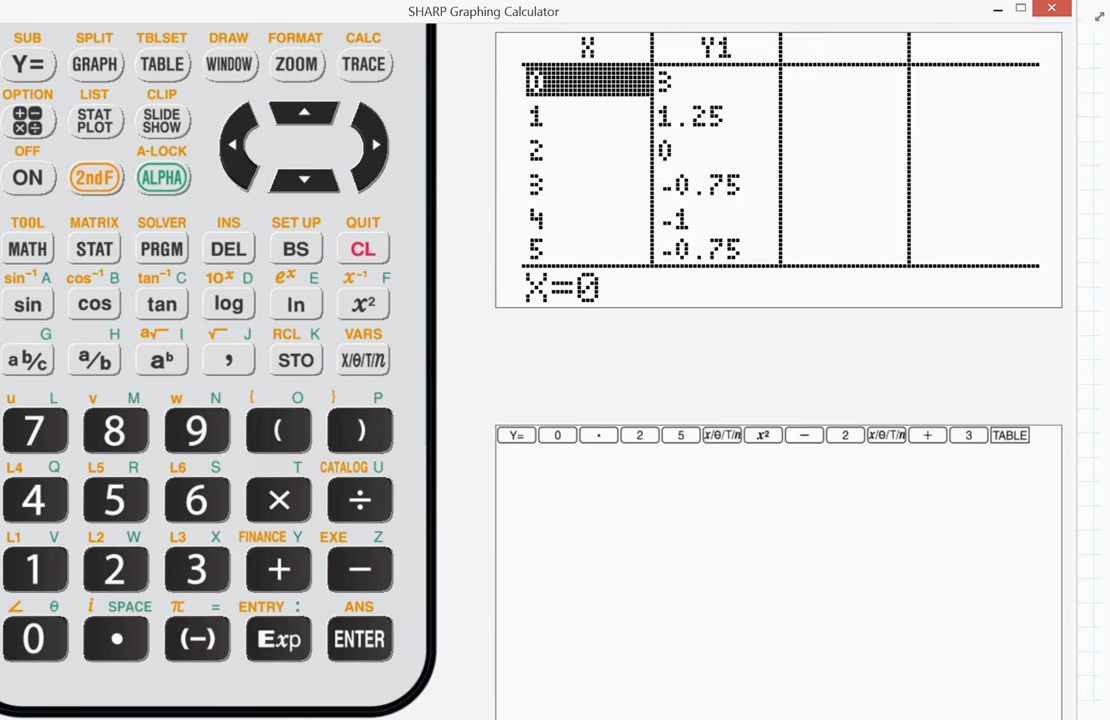 SHARP Graphing Calculator
SUB SPLIT TBLSET DRAW FORMAT CALC
Y= GRAPH TABLE WINDOW ZOOM TRACE
OPTION LIST CLIP
+ − × ÷ STAT PLOT SLIDE SHOW
OFF A-LOCK
ON 2ndF ALPHA
TOOL MATRIX SOLVER INS SET UP QUIT
MATH STAT PRGM DEL BS CL
sin⁻¹ A cos⁻¹ B tan⁻¹ C 10ˣ D eˣ E x⁻¹ F
sin cos tan log ln x²
G H a√ I √ J RCL K VARS
a b/c a/b aᵇ , STO X/θ/T/n
u L v M w N { O } P
7 8 9 ( )
L4 Q L5 R L6 S T CATALOG U
4 5 6 × ÷
L1 V L2 W L3 X FINANCE Y EXE Z
1 2 3 + −
∠ θ i SPACE π = ENTRY : ANS
0 • (−) Exp ENTER
X Y1
0 3
1 1.25
2 0
3 -0.75
4 -1
5 -0.75
X=0
Y= 0 • 2 5 X/θ/T/n x² − 2 X/θ/T/n + 3 TABLE